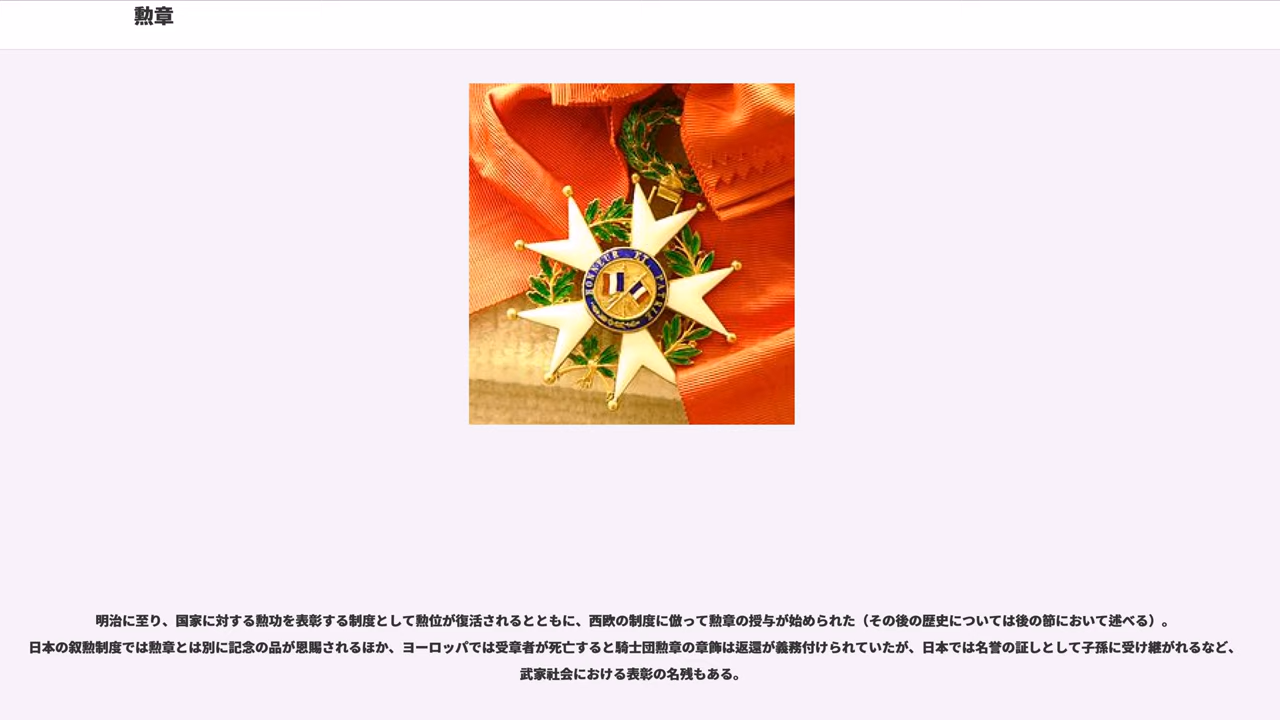 勲章
HONNEUR ET PATRIE
明治に至り、国家に対する勲功を表彰する制度として勲位が復活されるとともに、西欧の制度に倣って勲章の授与が始められた（その後の歴史については後の節において述べる）。
日本の叙勲制度では勲章とは別に記念の品が恩賜されるほか、ヨーロッパでは受章者が死亡すると騎士団勲章の章飾は返還が義務付けられていたが、日本では名誉の証しとして子孫に受け継がれるなど、
武家社会における表彰の名残もある。